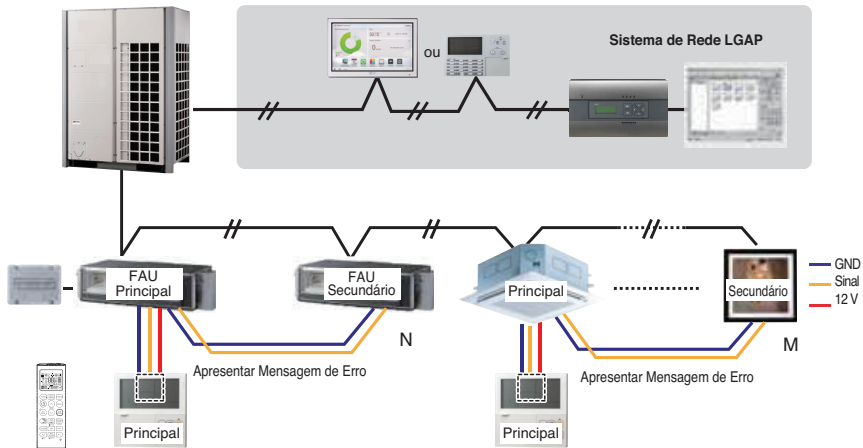 Sistema de Rede LGAP
ou
FAU
Principal
FAU
Secundário
Principal
Secundário
GND
Sinal
12 V
N
M
Apresentar Mensagem de Erro
Apresentar Mensagem de Erro
Principal
Principal